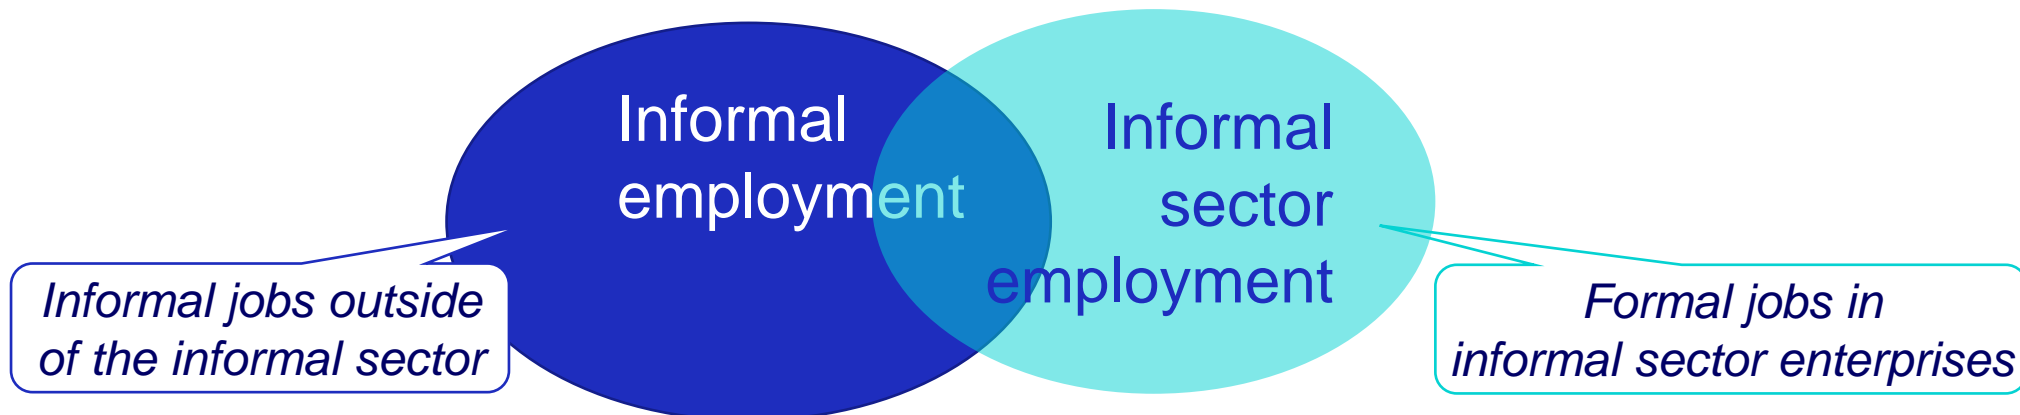 Informal
employment
Informal
sector
employment
Informal jobs outside
of the informal sector
Formal jobs in
informal sector enterprises